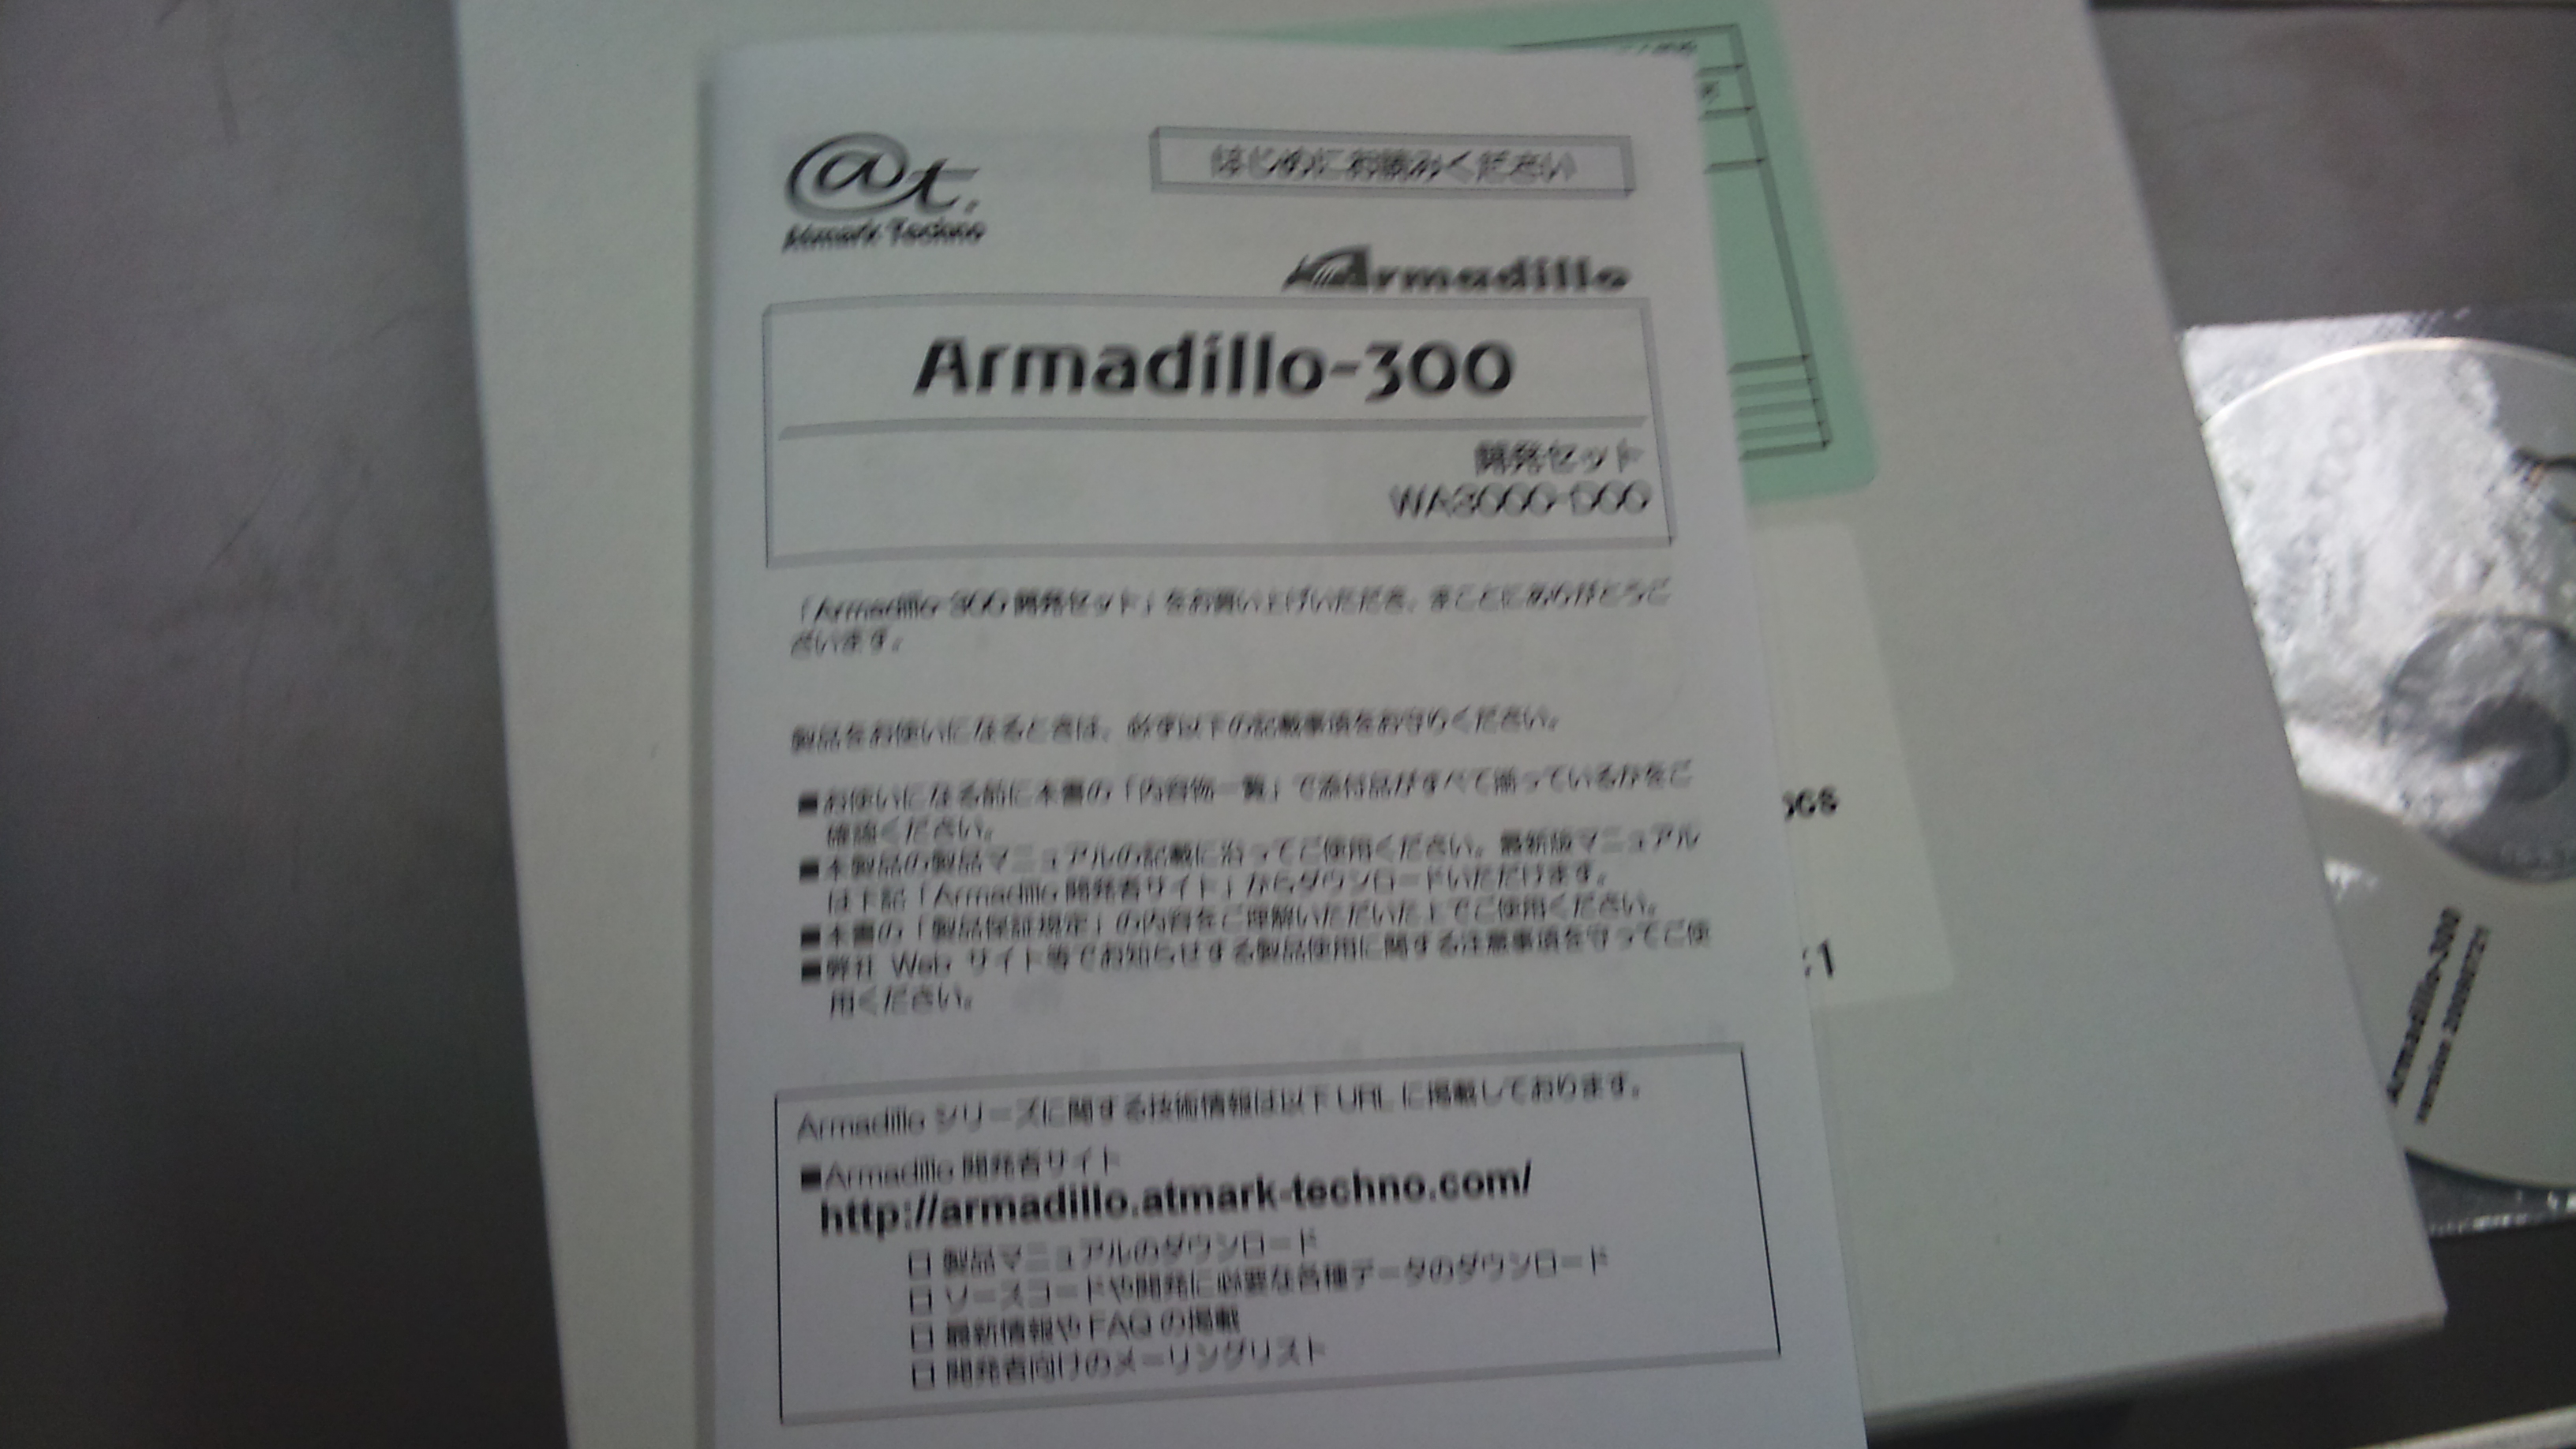 @t.
Atmark Techno
はじめにお読みください
Armadillo
Armadillo-300
開発セット
WA3000-D00
「Armadillo-300 開発セット」をお買い上げいただき、まことにありがとうご
ざいます。
製品をお使いになるときは、必ず以下の記載事項をお守りください。
■お使いになる前に本書の「内容物一覧」で添付品がすべて揃っているかをご
確認ください。
■本製品の製品マニュアルの記載に沿ってご使用ください。最新版マニュアル
は下記「Armadillo 開発者サイト」からダウンロードいただけます。
■本書の「製品保証規定」の内容をご理解いただいた上でご使用ください。
■弊社 Web サイト等でお知らせする製品使用に関する注意事項を守ってご使
用ください。
Armadillo シリーズに関する技術情報は以下 URL に掲載しております。
■Armadillo 開発者サイト
http://armadillo.atmark-techno.com/
□ 製品マニュアルのダウンロード
□ ソースコードや開発に必要な各種データのダウンロード
□ 最新情報や FAQ の掲載
□ 開発者向けのメーリングリスト
Armadillo-300
version